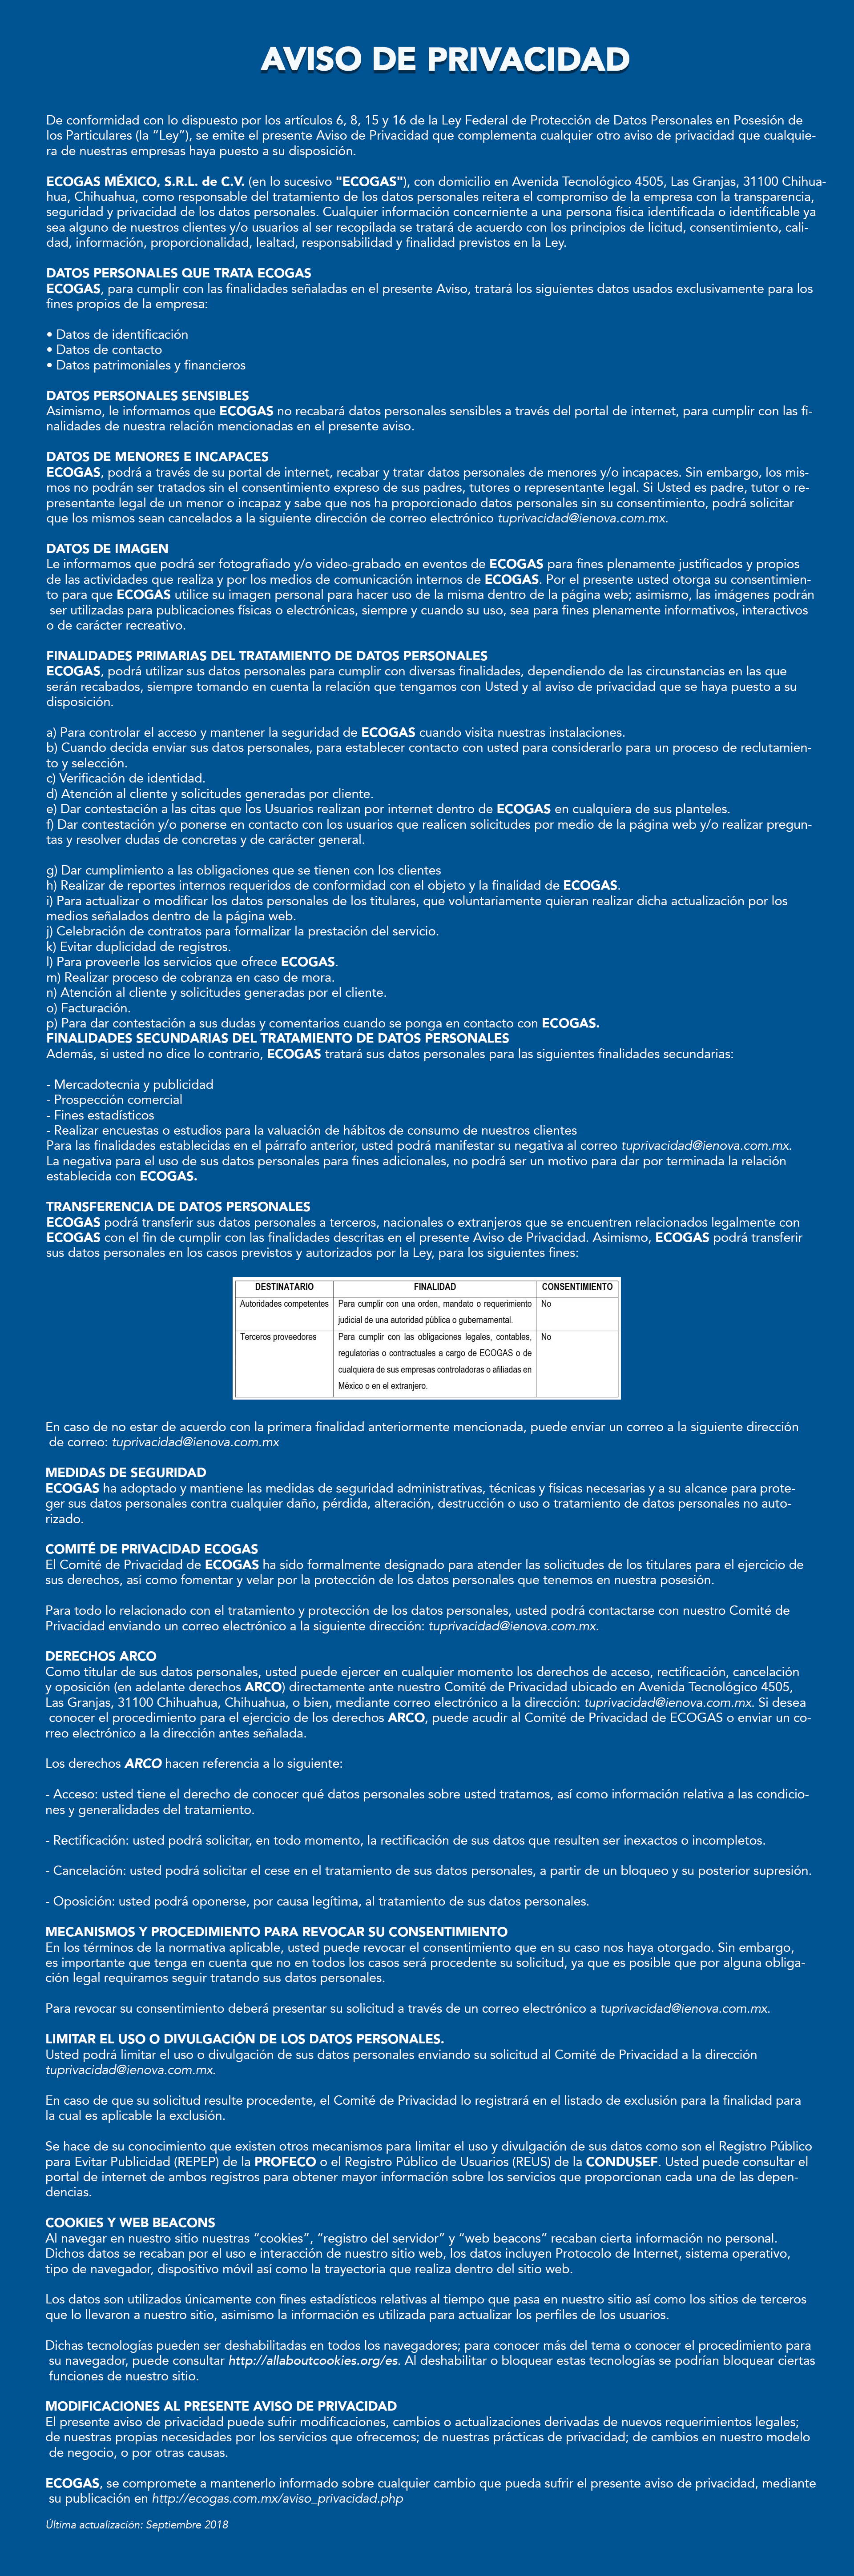 AVISO DE PRIVACIDAD
De conformidad con lo dispuesto por los artículos 6, 8, 15 y 16 de la Ley Federal de Protección de Datos Personales en Posesión de
los Particulares (la “Ley”), se emite el presente Aviso de Privacidad que complementa cualquier otro aviso de privacidad que cualquie-
ra de nuestras empresas haya puesto a su disposición.
ECOGAS MÉXICO, S.R.L. de C.V. (en lo sucesivo "ECOGAS"), con domicilio en Avenida Tecnológico 4505, Las Granjas, 31100 Chihua-
hua, Chihuahua, como responsable del tratamiento de los datos personales reitera el compromiso de la empresa con la transparencia,
seguridad y privacidad de los datos personales. Cualquier información concerniente a una persona física identificada o identificable ya
sea alguno de nuestros clientes y/o usuarios al ser recopilada se tratará de acuerdo con los principios de licitud, consentimiento, cali-
dad, información, proporcionalidad, lealtad, responsabilidad y finalidad previstos en la Ley.
DATOS PERSONALES QUE TRATA ECOGAS
ECOGAS, para cumplir con las finalidades señaladas en el presente Aviso, tratará los siguientes datos usados exclusivamente para los
fines propios de la empresa:
• Datos de identificación
• Datos de contacto
• Datos patrimoniales y financieros
DATOS PERSONALES SENSIBLES
Asimismo, le informamos que ECOGAS no recabará datos personales sensibles a través del portal de internet, para cumplir con las fi-
nalidades de nuestra relación mencionadas en el presente aviso.
DATOS DE MENORES E INCAPACES
ECOGAS, podrá a través de su portal de internet, recabar y tratar datos personales de menores y/o incapaces. Sin embargo, los mis-
mos no podrán ser tratados sin el consentimiento expreso de sus padres, tutores o representante legal. Si Usted es padre, tutor o re-
presentante legal de un menor o incapaz y sabe que nos ha proporcionado datos personales sin su consentimiento, podrá solicitar
que los mismos sean cancelados a la siguiente dirección de correo electrónico tuprivacidad@ienova.com.mx.
DATOS DE IMAGEN
Le informamos que podrá ser fotografiado y/o video-grabado en eventos de ECOGAS para fines plenamente justificados y propios
de las actividades que realiza y por los medios de comunicación internos de ECOGAS. Por el presente usted otorga su consentimien-
to para que ECOGAS utilice su imagen personal para hacer uso de la misma dentro de la página web; asimismo, las imágenes podrán
ser utilizadas para publicaciones físicas o electrónicas, siempre y cuando su uso, sea para fines plenamente informativos, interactivos
o de carácter recreativo.
FINALIDADES PRIMARIAS DEL TRATAMIENTO DE DATOS PERSONALES
ECOGAS, podrá utilizar sus datos personales para cumplir con diversas finalidades, dependiendo de las circunstancias en las que
serán recabados, siempre tomando en cuenta la relación que tengamos con Usted y al aviso de privacidad que se haya puesto a su
disposición.
a) Para controlar el acceso y mantener la seguridad de ECOGAS cuando visita nuestras instalaciones.
b) Cuando decida enviar sus datos personales, para establecer contacto con usted para considerarlo para un proceso de reclutamien-
to y selección.
c) Verificación de identidad.
d) Atención al cliente y solicitudes generadas por cliente.
e) Dar contestación a las citas que los Usuarios realizan por internet dentro de ECOGAS en cualquiera de sus planteles.
f) Dar contestación y/o ponerse en contacto con los usuarios que realicen solicitudes por medio de la página web y/o realizar pregun-
tas y resolver dudas de concretas y de carácter general.
g) Dar cumplimiento a las obligaciones que se tienen con los clientes
h) Realizar de reportes internos requeridos de conformidad con el objeto y la finalidad de ECOGAS.
i) Para actualizar o modificar los datos personales de los titulares, que voluntariamente quieran realizar dicha actualización por los
medios señalados dentro de la página web.
j) Celebración de contratos para formalizar la prestación del servicio.
k) Evitar duplicidad de registros.
l) Para proveerle los servicios que ofrece ECOGAS.
m) Realizar proceso de cobranza en caso de mora.
n) Atención al cliente y solicitudes generadas por el cliente.
o) Facturación.
p) Para dar contestación a sus dudas y comentarios cuando se ponga en contacto con ECOGAS.
FINALIDADES SECUNDARIAS DEL TRATAMIENTO DE DATOS PERSONALES
Además, si usted no dice lo contrario, ECOGAS tratará sus datos personales para las siguientes finalidades secundarias:
- Mercadotecnia y publicidad
- Prospección comercial
- Fines estadísticos
- Realizar encuestas o estudios para la valuación de hábitos de consumo de nuestros clientes
Para las finalidades establecidas en el párrafo anterior, usted podrá manifestar su negativa al correo tuprivacidad@ienova.com.mx.
La negativa para el uso de sus datos personales para fines adicionales, no podrá ser un motivo para dar por terminada la relación
establecida con ECOGAS.
TRANSFERENCIA DE DATOS PERSONALES
ECOGAS podrá transferir sus datos personales a terceros, nacionales o extranjeros que se encuentren relacionados legalmente con
ECOGAS con el fin de cumplir con las finalidades descritas en el presente Aviso de Privacidad. Asimismo, ECOGAS podrá transferir
sus datos personales en los casos previstos y autorizados por la Ley, para los siguientes fines:
DESTINATARIO FINALIDAD CONSENTIMIENTO
Autoridades competentes Para cumplir con una orden, mandato o requerimiento No
judicial de una autoridad pública o gubernamental.
Terceros proveedores Para cumplir con las obligaciones legales, contables, No
regulatorias o contractuales a cargo de ECOGAS o de
cualquiera de sus empresas controladoras o afiliadas en
México o en el extranjero.
En caso de no estar de acuerdo con la primera finalidad anteriormente mencionada, puede enviar un correo a la siguiente dirección
de correo: tuprivacidad@ienova.com.mx
MEDIDAS DE SEGURIDAD
ECOGAS ha adoptado y mantiene las medidas de seguridad administrativas, técnicas y físicas necesarias y a su alcance para prote-
ger sus datos personales contra cualquier daño, pérdida, alteración, destrucción o uso o tratamiento de datos personales no auto-
rizado.
COMITÉ DE PRIVACIDAD ECOGAS
El Comité de Privacidad de ECOGAS ha sido formalmente designado para atender las solicitudes de los titulares para el ejercicio de
sus derechos, así como fomentar y velar por la protección de los datos personales que tenemos en nuestra posesión.
Para todo lo relacionado con el tratamiento y protección de los datos personales, usted podrá contactarse con nuestro Comité de
Privacidad enviando un correo electrónico a la siguiente dirección: tuprivacidad@ienova.com.mx.
DERECHOS ARCO
Como titular de sus datos personales, usted puede ejercer en cualquier momento los derechos de acceso, rectificación, cancelación
y oposición (en adelante derechos ARCO) directamente ante nuestro Comité de Privacidad ubicado en Avenida Tecnológico 4505,
Las Granjas, 31100 Chihuahua, Chihuahua, o bien, mediante correo electrónico a la dirección: tuprivacidad@ienova.com.mx. Si desea
conocer el procedimiento para el ejercicio de los derechos ARCO, puede acudir al Comité de Privacidad de ECOGAS o enviar un co-
rreo electrónico a la dirección antes señalada.
Los derechos ARCO hacen referencia a lo siguiente:
- Acceso: usted tiene el derecho de conocer qué datos personales sobre usted tratamos, así como información relativa a las condicio-
nes y generalidades del tratamiento.
- Rectificación: usted podrá solicitar, en todo momento, la rectificación de sus datos que resulten ser inexactos o incompletos.
- Cancelación: usted podrá solicitar el cese en el tratamiento de sus datos personales, a partir de un bloqueo y su posterior supresión.
- Oposición: usted podrá oponerse, por causa legítima, al tratamiento de sus datos personales.
MECANISMOS Y PROCEDIMIENTO PARA REVOCAR SU CONSENTIMIENTO
En los términos de la normativa aplicable, usted puede revocar el consentimiento que en su caso nos haya otorgado. Sin embargo,
es importante que tenga en cuenta que no en todos los casos será procedente su solicitud, ya que es posible que por alguna obliga-
ción legal requiramos seguir tratando sus datos personales.
Para revocar su consentimiento deberá presentar su solicitud a través de un correo electrónico a tuprivacidad@ienova.com.mx.
LIMITAR EL USO O DIVULGACIÓN DE LOS DATOS PERSONALES.
Usted podrá limitar el uso o divulgación de sus datos personales enviando su solicitud al Comité de Privacidad a la dirección
tuprivacidad@ienova.com.mx.
En caso de que su solicitud resulte procedente, el Comité de Privacidad lo registrará en el listado de exclusión para la finalidad para
la cual es aplicable la exclusión.
Se hace de su conocimiento que existen otros mecanismos para limitar el uso y divulgación de sus datos como son el Registro Público
para Evitar Publicidad (REPEP) de la PROFECO o el Registro Público de Usuarios (REUS) de la CONDUSEF. Usted puede consultar el
portal de internet de ambos registros para obtener mayor información sobre los servicios que proporcionan cada una de las depen-
dencias.
COOKIES Y WEB BEACONS
Al navegar en nuestro sitio nuestras “cookies”, “registro del servidor” y “web beacons” recaban cierta información no personal.
Dichos datos se recaban por el uso e interacción de nuestro sitio web, los datos incluyen Protocolo de Internet, sistema operativo,
tipo de navegador, dispositivo móvil así como la trayectoria que realiza dentro del sitio web.
Los datos son utilizados únicamente con fines estadísticos relativas al tiempo que pasa en nuestro sitio así como los sitios de terceros
que lo llevaron a nuestro sitio, asimismo la información es utilizada para actualizar los perfiles de los usuarios.
Dichas tecnologías pueden ser deshabilitadas en todos los navegadores; para conocer más del tema o conocer el procedimiento para
su navegador, puede consultar http://allaboutcookies.org/es. Al deshabilitar o bloquear estas tecnologías se podrían bloquear ciertas
funciones de nuestro sitio.
MODIFICACIONES AL PRESENTE AVISO DE PRIVACIDAD
El presente aviso de privacidad puede sufrir modificaciones, cambios o actualizaciones derivadas de nuevos requerimientos legales;
de nuestras propias necesidades por los servicios que ofrecemos; de nuestras prácticas de privacidad; de cambios en nuestro modelo
de negocio, o por otras causas.
ECOGAS, se compromete a mantenerlo informado sobre cualquier cambio que pueda sufrir el presente aviso de privacidad, mediante
su publicación en http://ecogas.com.mx/aviso_privacidad.php
Última actualización: Septiembre 2018